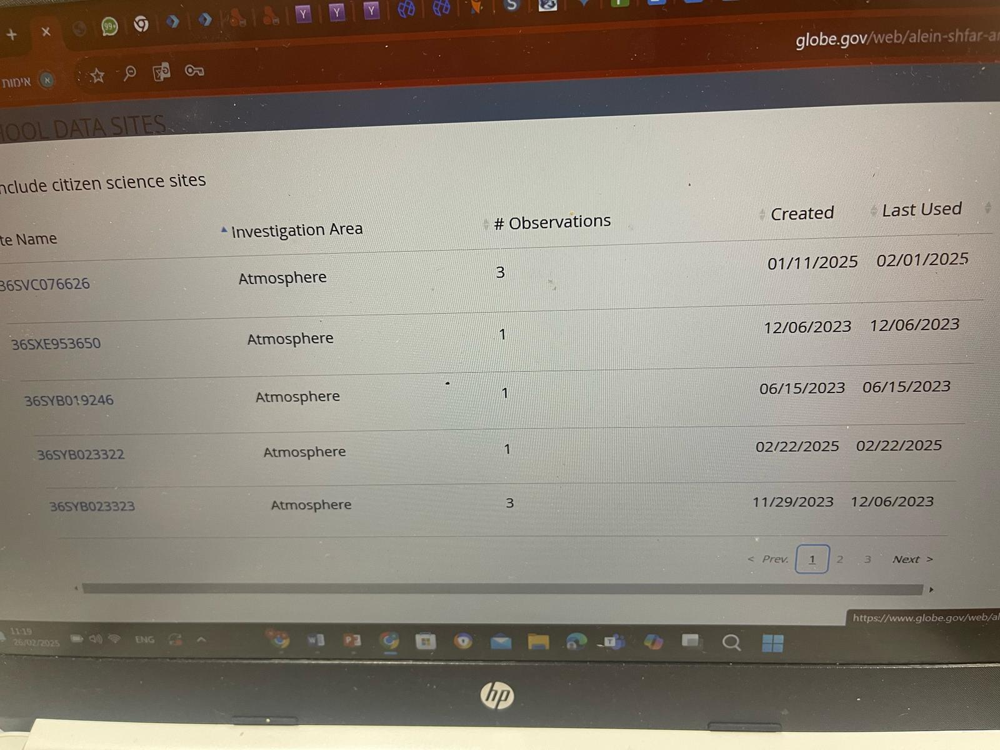 99+
Y Y Y S
globe.gov/web/alein-shfar-a
אימות
א
HOOL DATA SITES
nclude citizen science sites
te Name Investigation Area # Observations Created Last Used
36SVC076626 Atmosphere 3 01/11/2025 02/01/2025
36SXE953650 Atmosphere 1 12/06/2023 12/06/2023
36SYB019246 Atmosphere 1 06/15/2023 06/15/2023
36SYB023322 Atmosphere 1 02/22/2025 02/22/2025
36SYB023323 Atmosphere 3 11/29/2023 12/06/2023
< Prev. 1 2 3 Next >
https://www.globe.gov/web/al
11:19
26/02/2025
ENG
hp